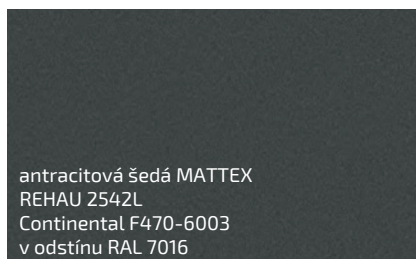 antracitová šedá MATTEX
REHAU 2542L
Continental F470-6003
v odstínu RAL 7016